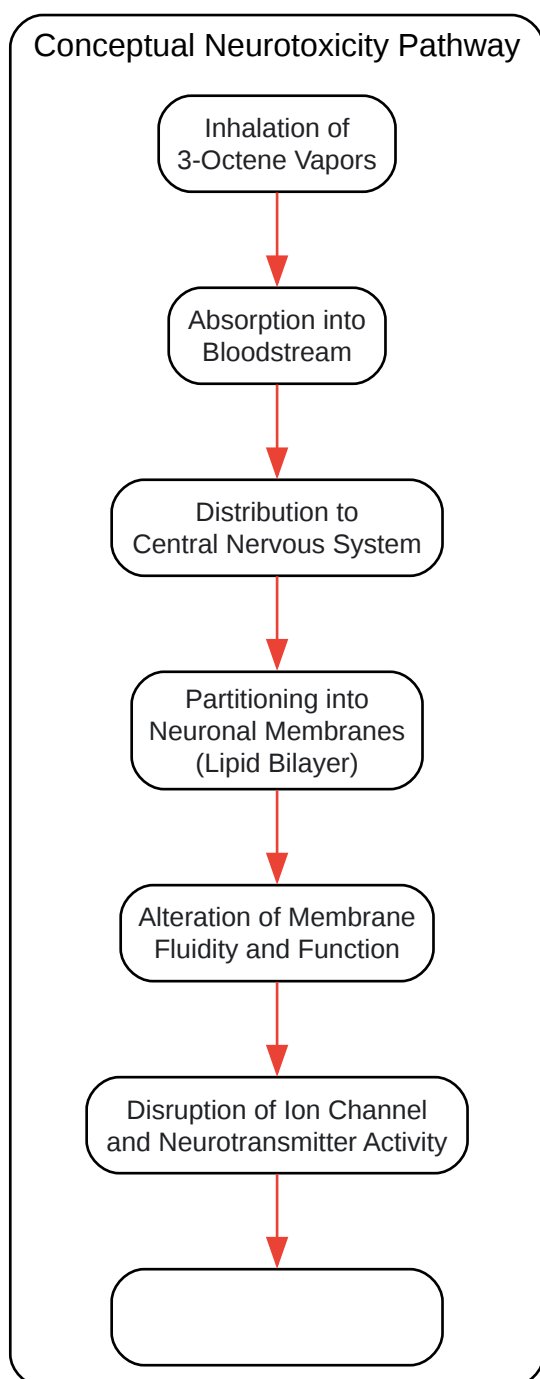 Conceptual Neurotoxicity Pathway
Inhalation of
3-Octene Vapors
Absorption into
Bloodstream
Distribution to
Central Nervous System
Partitioning into
Neuronal Membranes
(Lipid Bilayer)
Alteration of Membrane
Fluidity and Function
Disruption of Ion Channel
and Neurotransmitter Activity